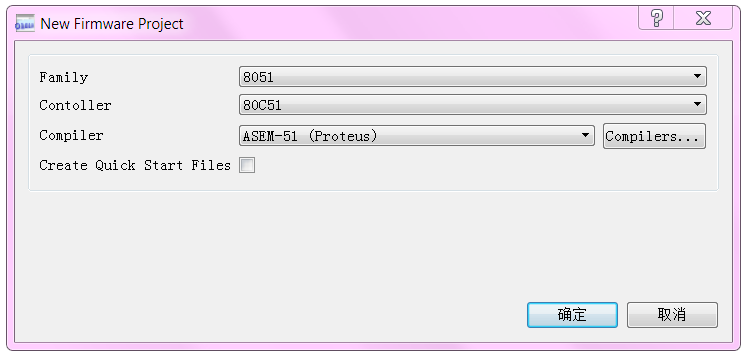 New Firmware Project
Family 8051
Contoller 80C51
Compiler ASEM-51 (Proteus) Compilers...
Create Quick Start Files
确定 取消